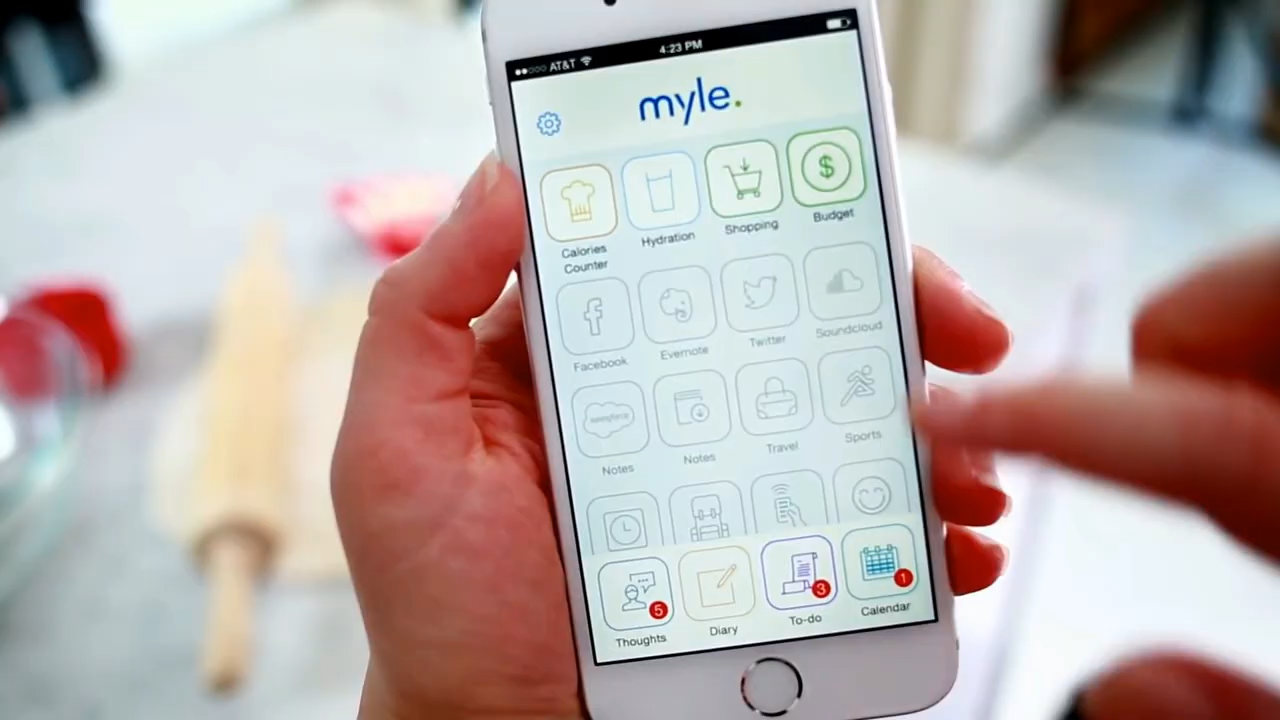 AT&T 4:23 PM
myle.
Calories Counter
Hydration
Shopping
Budget
Facebook
Evernote
Twitter
Soundcloud
salesforce
Notes
Notes
Travel
Sports
5
3
1
Thoughts
Diary
To-do
Calendar